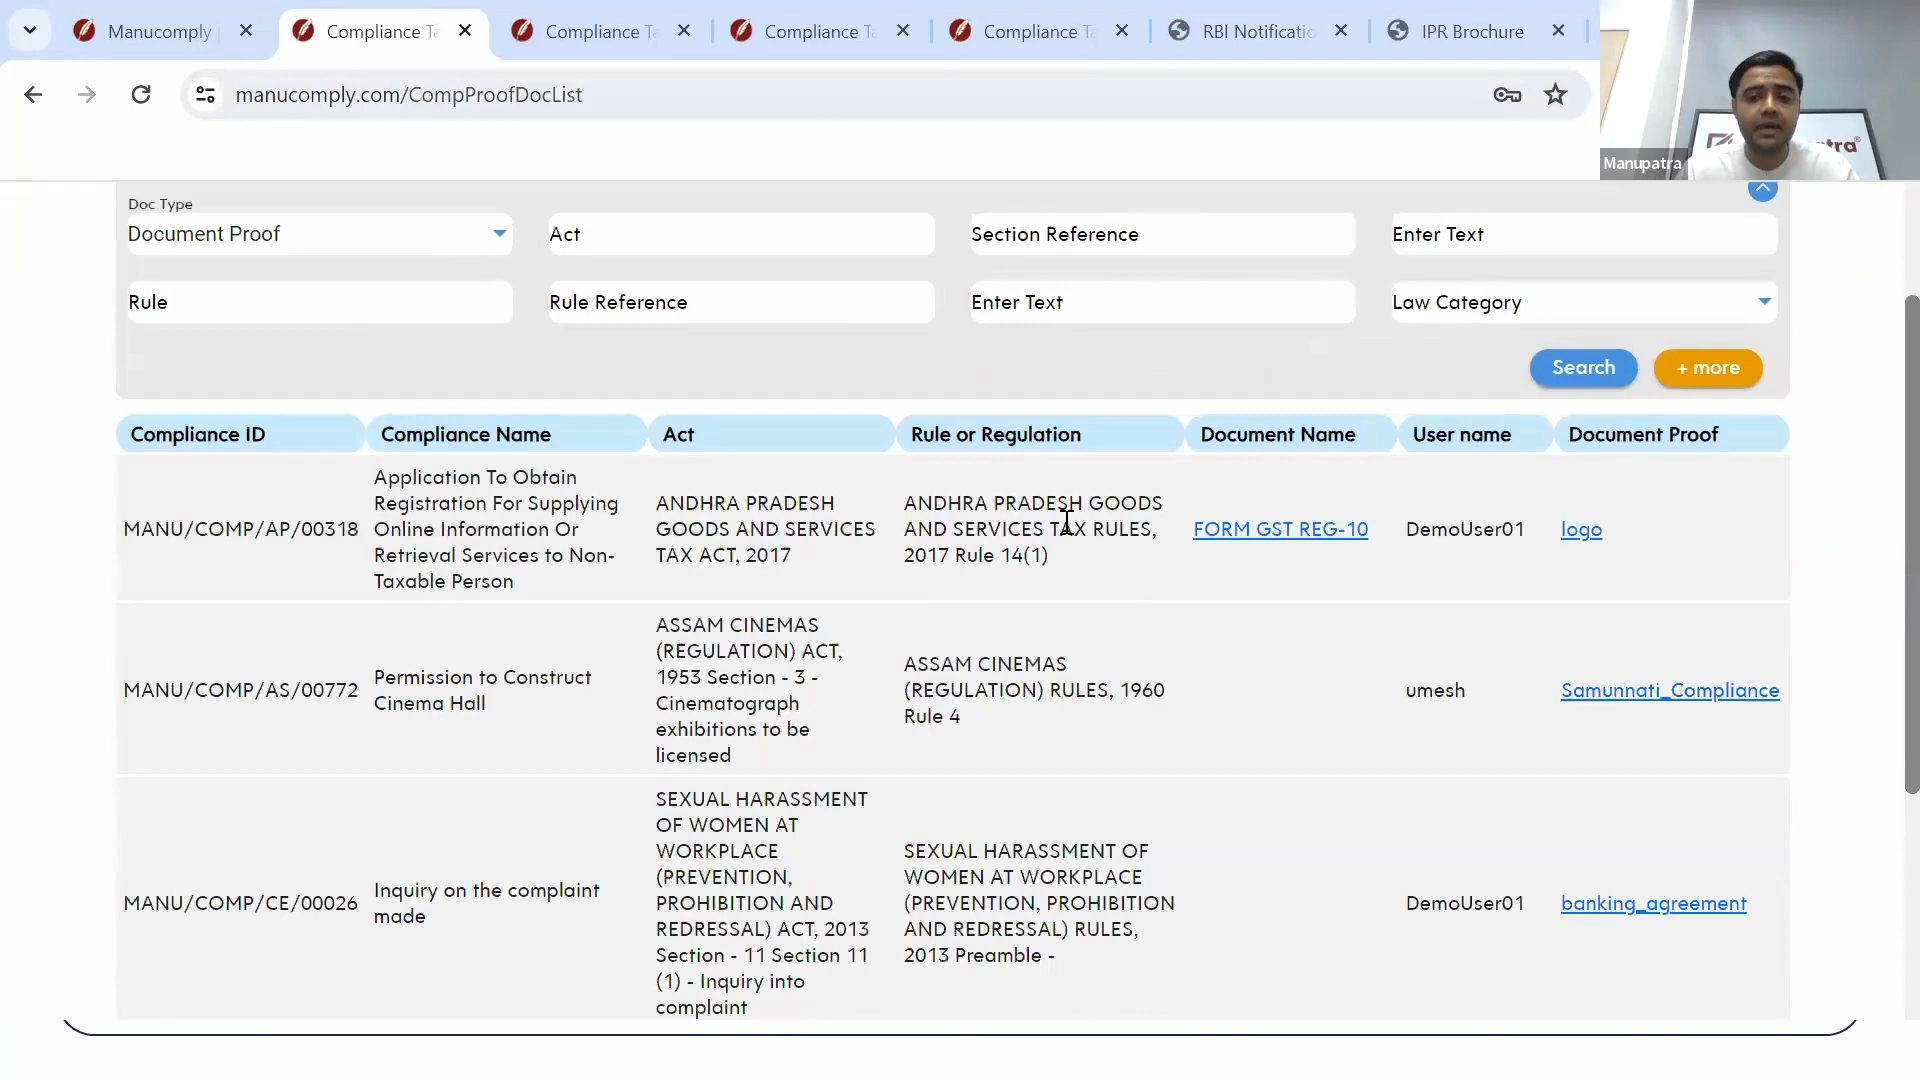 Manucomply
Compliance Ta
Compliance Ta
Compliance Ta
Compliance Ta
RBI Notificatio
IPR Brochure
manucomply.com/CompProofDocList
Manupatra
Doc Type
Document Proof
Act
Section Reference
Enter Text
Rule
Rule Reference
Enter Text
Law Category
Search
+ more
Compliance ID
Compliance Name
Act
Rule or Regulation
Document Name
User name
Document Proof
MANU/COMP/AP/00318
Application To Obtain
Registration For Supplying
Online Information Or
Retrieval Services to Non-
Taxable Person
ANDHRA PRADESH
GOODS AND SERVICES
TAX ACT, 2017
ANDHRA PRADESH GOODS
AND SERVICES TAX RULES,
2017 Rule 14(1)
FORM GST REG-10
DemoUser01
logo
MANU/COMP/AS/00772
Permission to Construct
Cinema Hall
ASSAM CINEMAS
(REGULATION) ACT,
1953 Section - 3 -
Cinematograph
exhibitions to be
licensed
ASSAM CINEMAS
(REGULATION) RULES, 1960
Rule 4
umesh
Samunnati_Compliance
MANU/COMP/CE/00026
Inquiry on the complaint
made
SEXUAL HARASSMENT
OF WOMEN AT
WORKPLACE
(PREVENTION,
PROHIBITION AND
REDRESSAL) ACT, 2013
Section - 11 Section 11
(1) - Inquiry into
complaint
SEXUAL HARASSMENT OF
WOMEN AT WORKPLACE
(PREVENTION, PROHIBITION
AND REDRESSAL) RULES,
2013 Preamble -
DemoUser01
banking_agreement